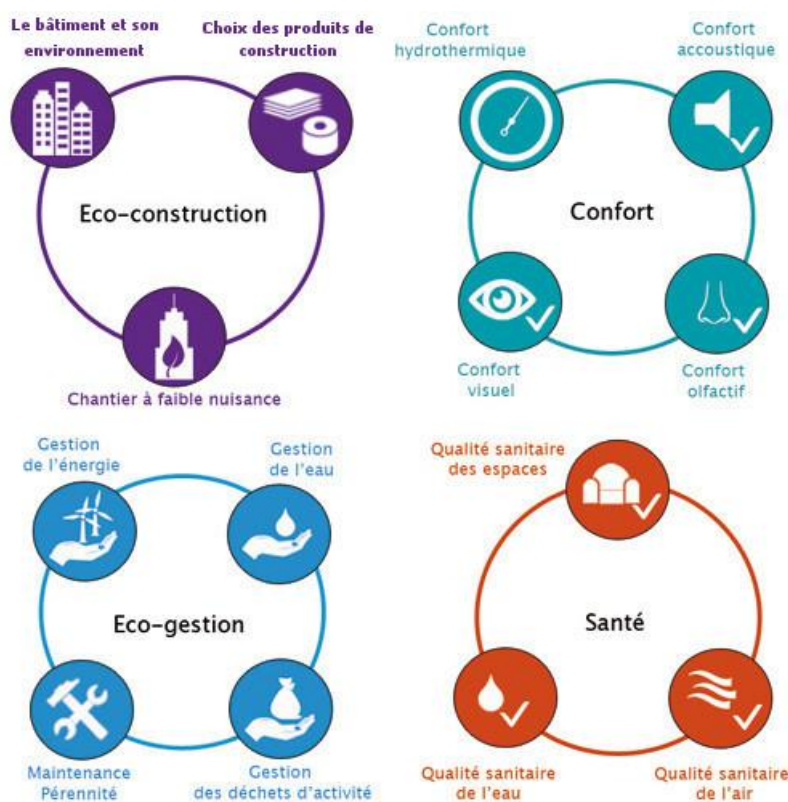 Le bâtiment et son
environnement
Choix des produits de
construction
Eco-construction
Chantier à faible nuisance
Confort
hydrothermique
Confort
accoustique
Confort
Confort
visuel
Confort
olfactif
Gestion
de l'énergie
Gestion
de l'eau
Eco-gestion
Maintenance
Pérennité
Gestion
des déchets d'activité
Qualité sanitaire
des espaces
Santé
Qualité sanitaire
de l'eau
Qualité sanitaire
de l'air